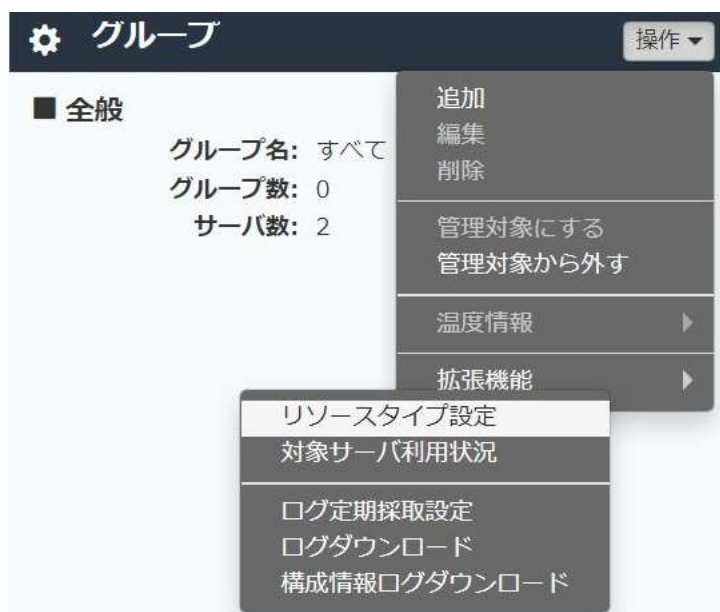 グループ
操作
■ 全般
グループ名: すべて
グループ数: 0
サーバ数: 2
追加
編集
削除
管理対象にする
管理対象から外す
温度情報
拡張機能
リソースタイプ設定
対象サーバ利用状況
ログ定期採取設定
ログダウンロード
構成情報ログダウンロード